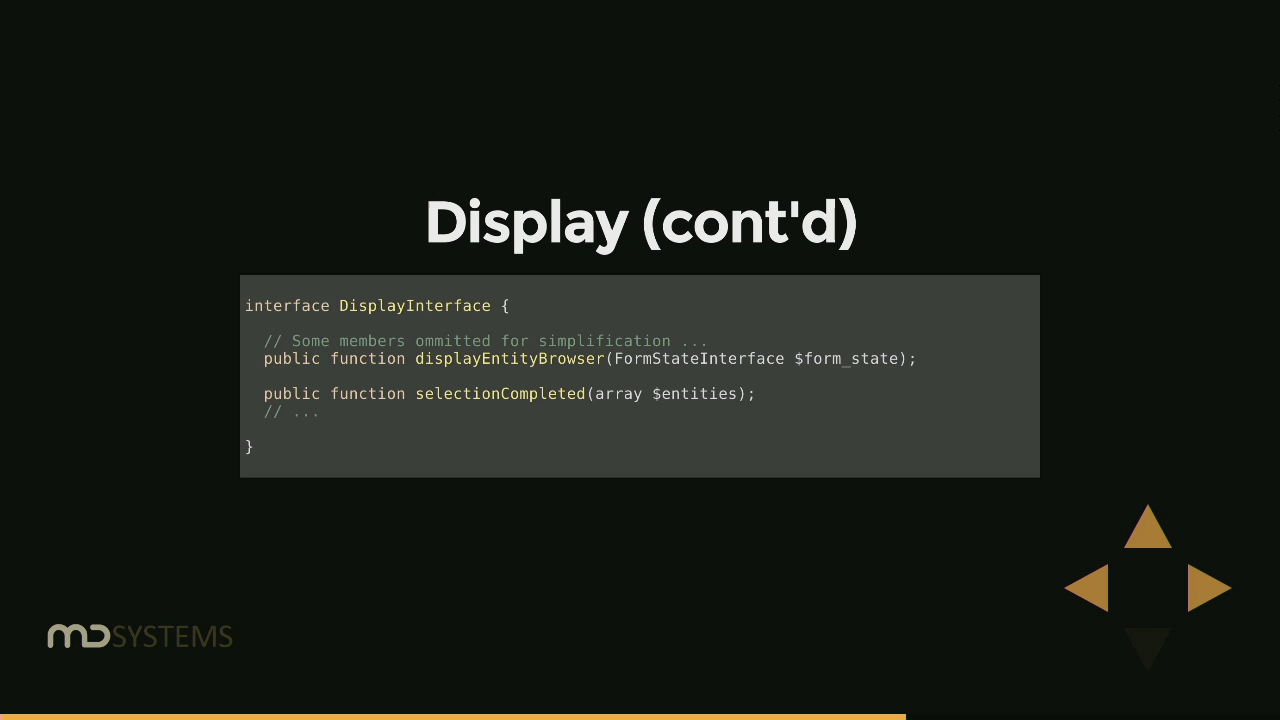 Display (cont'd)
interface DisplayInterface {
// Some members ommitted for simplification ...
public function displayEntityBrowser(FormStateInterface $form_state);
public function selectionCompleted(array $entities);
// ...
}
MD SYSTEMS